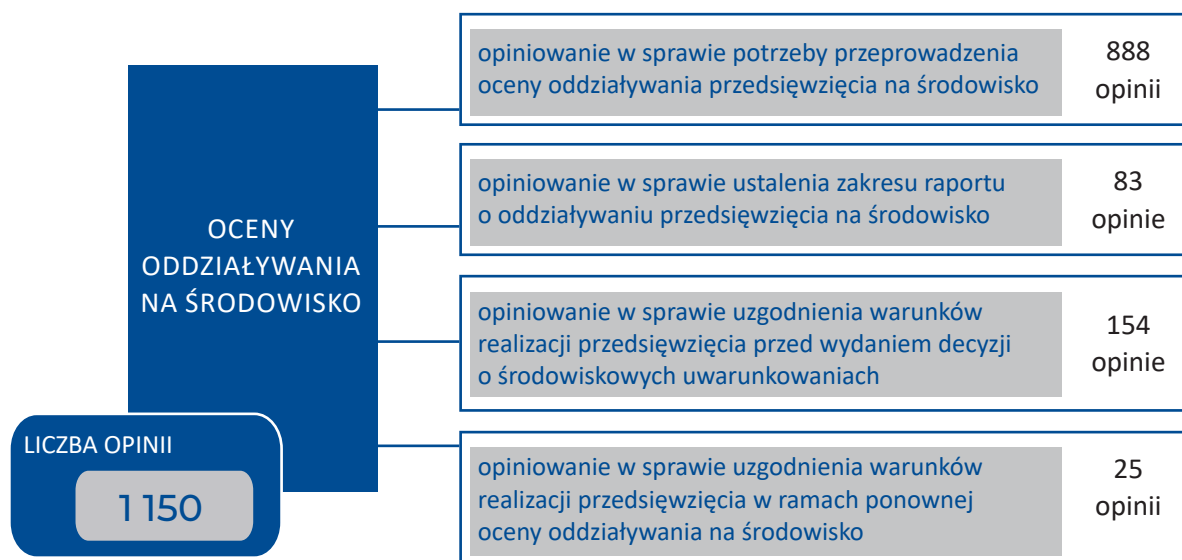 OCENY
ODDZIAŁYWANIA
NA ŚRODOWISKO
LICZBA OPINII
1 150
opiniowanie w sprawie potrzeby przeprowadzenia
oceny oddziaływania przedsięwzięcia na środowisko
888
opinii
opiniowanie w sprawie ustalenia zakresu raportu
o oddziaływaniu przedsięwzięcia na środowisko
83
opinie
opiniowanie w sprawie uzgodnienia warunków
realizacji przedsięwzięcia przed wydaniem decyzji
o środowiskowych uwarunkowaniach
154
opinie
opiniowanie w sprawie uzgodnienia warunków
realizacji przedsięwzięcia w ramach ponownej
oceny oddziaływania na środowisko
25
opinii